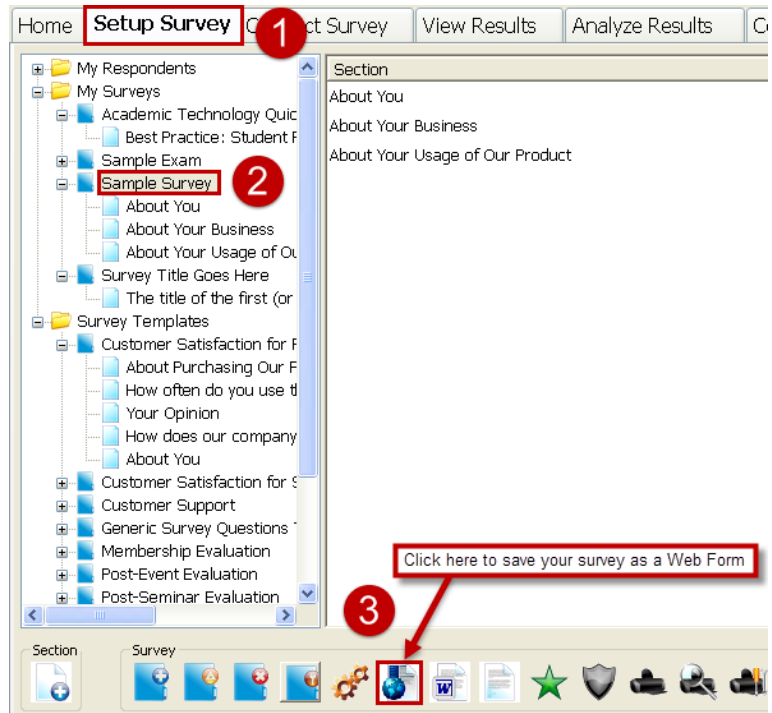 Home
Setup Survey
1
ct Survey
View Results
Analyze Results
My Respondents
My Surveys
Academic Technology Quic
Best Practice: Student
Sample Exam
Sample Survey
2
About You
About Your Business
About Your Usage of
Survey Title Goes Here
The title of the first (or
Survey Templates
Customer Satisfaction for
About Purchasing Our
How often do you use
Your Opinion
How does our company
About You
Customer Satisfaction for
Customer Support
Generic Survey Questions
Membership Evaluation
Post-Event Evaluation
Post-Seminar Evaluation
Section
About You
About Your Business
About Your Usage of Our Product
Click here to save your survey as a Web Form
3
Section
Survey
W